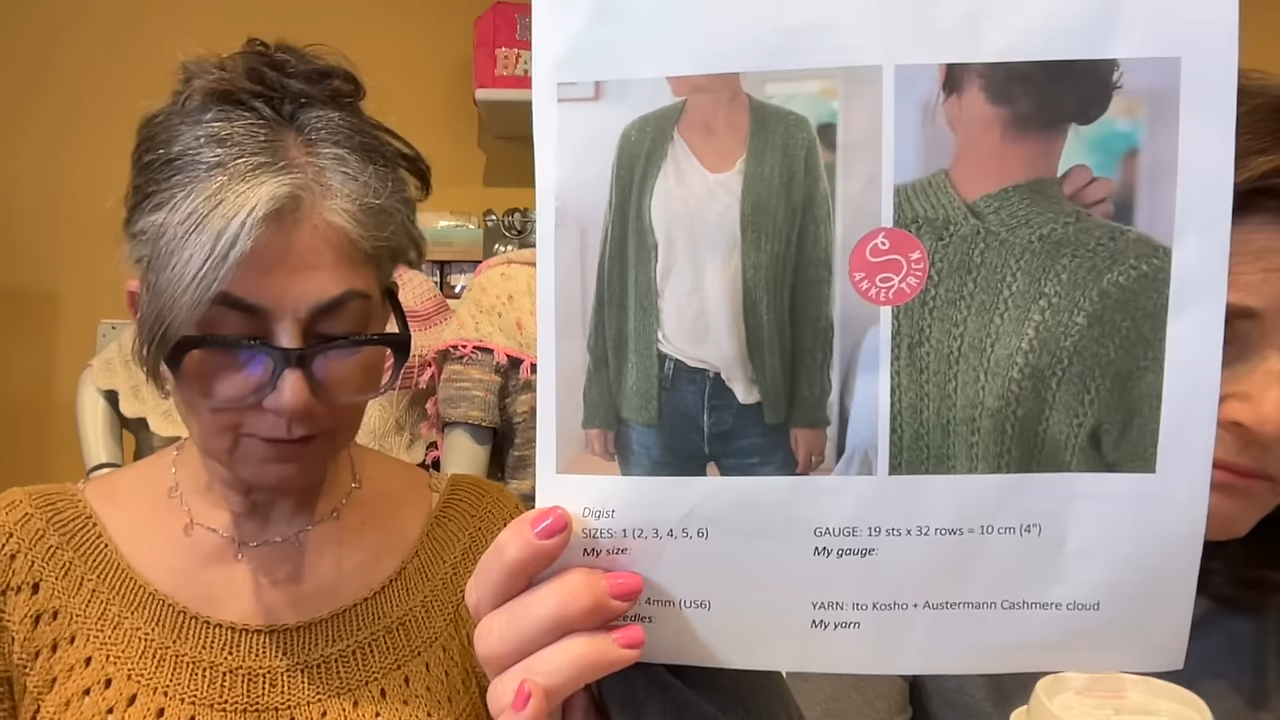 ANKE TRiCK
Digist
SIZES: 1 (2, 3, 4, 5, 6)
My size:
4mm (US6)
GAUGE: 19 sts x 32 rows = 10 cm (4")
My gauge:
YARN: Ito Kosho + Austermann Cashmere cloud
My yarn